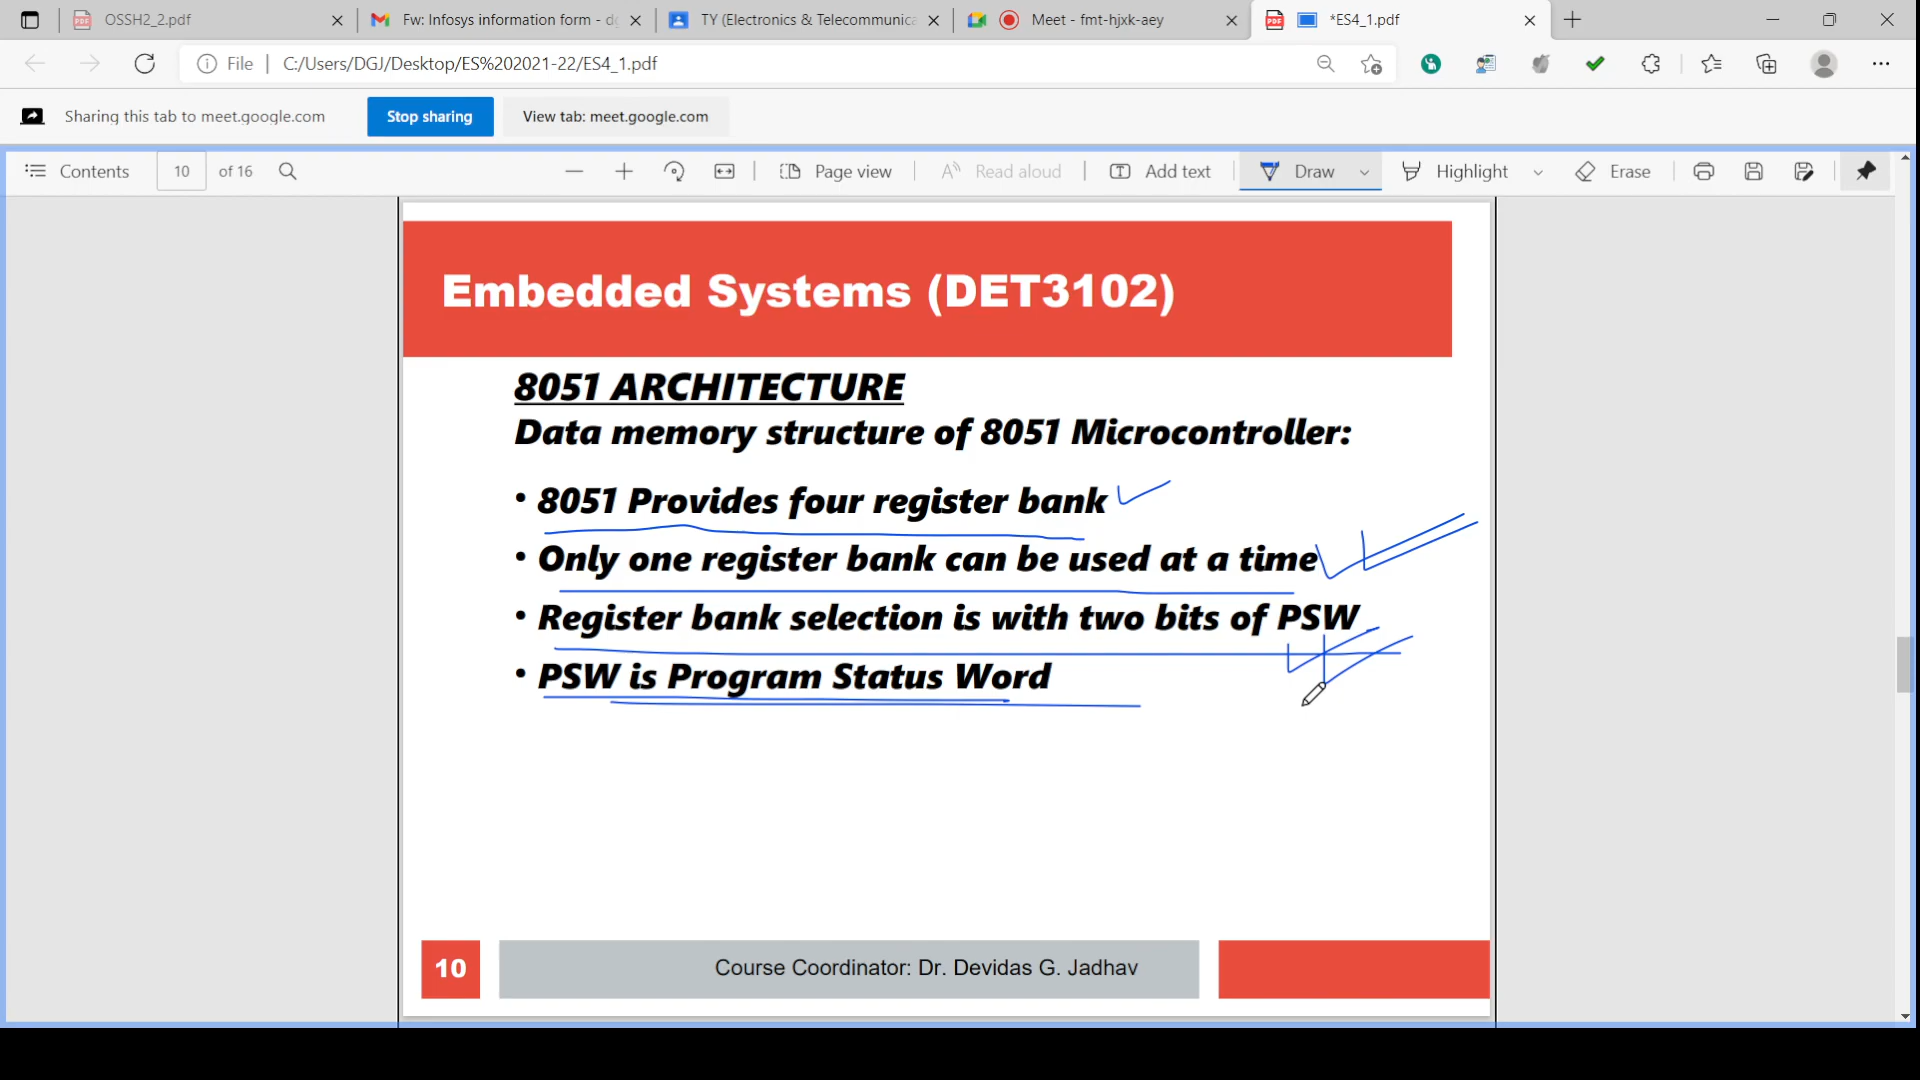 OSSH2_2.pdf
Fw: Infosys information form - d
TY (Electronics & Telecommunica
Meet - fmt-hjxk-aey
*ES4_1.pdf
File
C:/Users/DGJ/Desktop/ES%202021-22/ES4_1.pdf
Sharing this tab to meet.google.com
Stop sharing
View tab: meet.google.com
Contents
10
of 16
Page view
Read aloud
Add text
Draw
Highlight
Erase
Embedded Systems (DET3102)
8051 ARCHITECTURE
Data memory structure of 8051 Microcontroller:
• 8051 Provides four register bank
• Only one register bank can be used at a time
• Register bank selection is with two bits of PSW
• PSW is Program Status Word
10
Course Coordinator: Dr. Devidas G. Jadhav